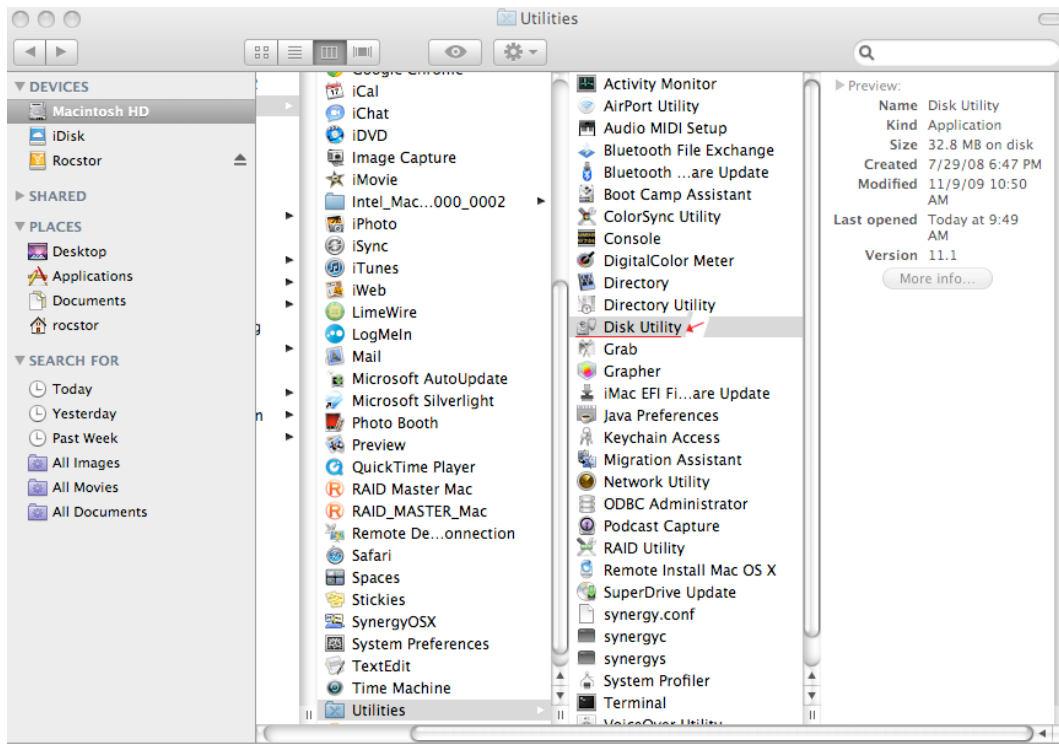 Utilities
DEVICES
Macintosh HD
iDisk
Rocstor
SHARED
PLACES
Desktop
Applications
Documents
rocstor
SEARCH FOR
Today
Yesterday
Past Week
All Images
All Movies
All Documents
Google Chrome
iCal
iChat
iDVD
Image Capture
iMovie
Intel_Mac...000_0002
iPhoto
iSync
iTunes
iWeb
LimeWire
LogMeIn
Mail
Microsoft AutoUpdate
Microsoft Silverlight
Photo Booth
Preview
QuickTime Player
RAID Master Mac
RAID_MASTER_Mac
Remote De...onnection
Safari
Spaces
Stickies
SynergyOSX
System Preferences
TextEdit
Time Machine
Utilities
Activity Monitor
AirPort Utility
Audio MIDI Setup
Bluetooth File Exchange
Bluetooth ...are Update
Boot Camp Assistant
ColorSync Utility
Console
DigitalColor Meter
Directory
Directory Utility
Disk Utility
Grab
Grapher
iMac EFI Fi...are Update
Java Preferences
Keychain Access
Migration Assistant
Network Utility
ODBC Administrator
Podcast Capture
RAID Utility
Remote Install Mac OS X
SuperDrive Update
synergy.conf
synergyc
synergys
System Profiler
Terminal
VoiceOver Utility
Preview:
Name Disk Utility
Kind Application
Size 32.8 MB on disk
Created 7/29/08 6:47 PM
Modified 11/9/09 10:50
AM
Last opened Today at 9:49
AM
Version 11.1
More info...